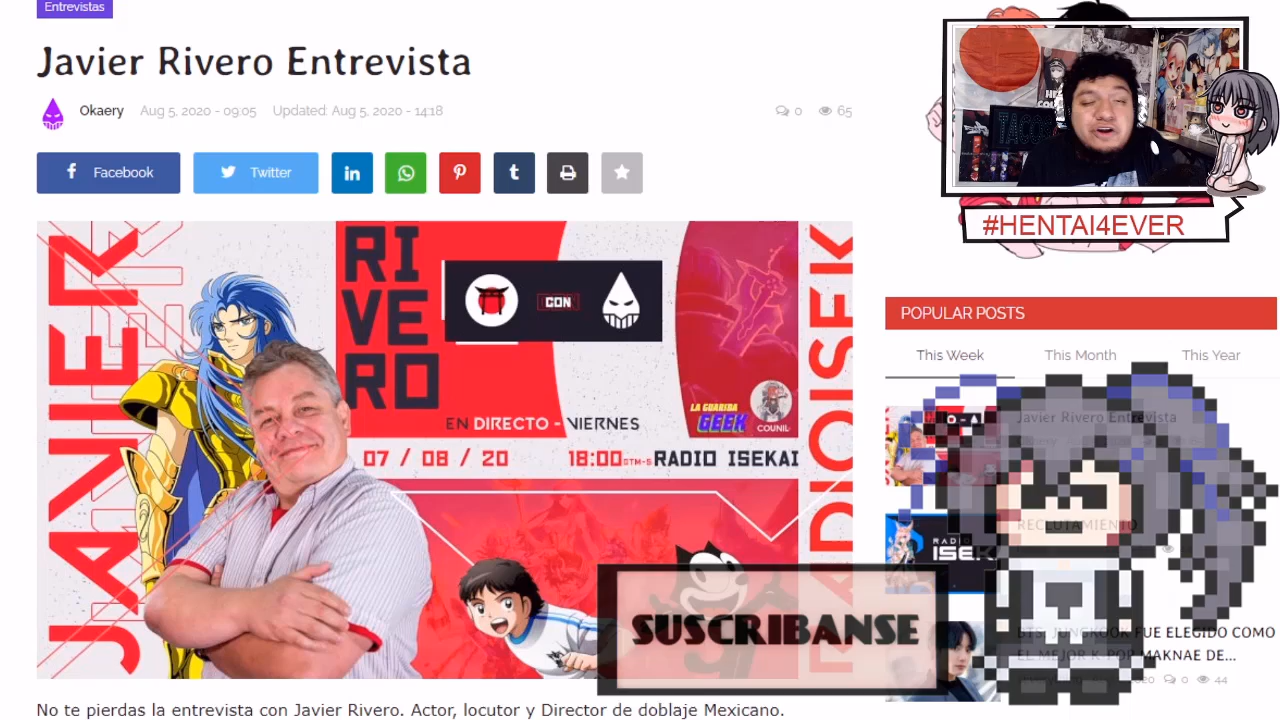 Entrevistas
Javier Rivero Entrevista
Okaery Aug 5, 2020 - 09:05 Updated: Aug 5, 2020 - 14:18 0 65
Facebook
Twitter
JAVIER
RI
VE
RO
CON
EN DIRECTO - VIERNES
07 / 08 / 20 18:00GTM-5 RADIO ISEKAI
LA GUARIDA
GEEK
COUNIL
No te pierdas la entrevista con Javier Rivero. Actor, locutor y Director de doblaje Mexicano.
#HENTAI4EVER
POPULAR POSTS
This Week This Month This Year
Javier Rivero Entrevista
RECLUTAMIENTO
BTS: JUNGKOOK FUE ELEGIDO COMO
EL MEJOR K-POP MAKNAE DE...
0 44
SUSCRIBANSE